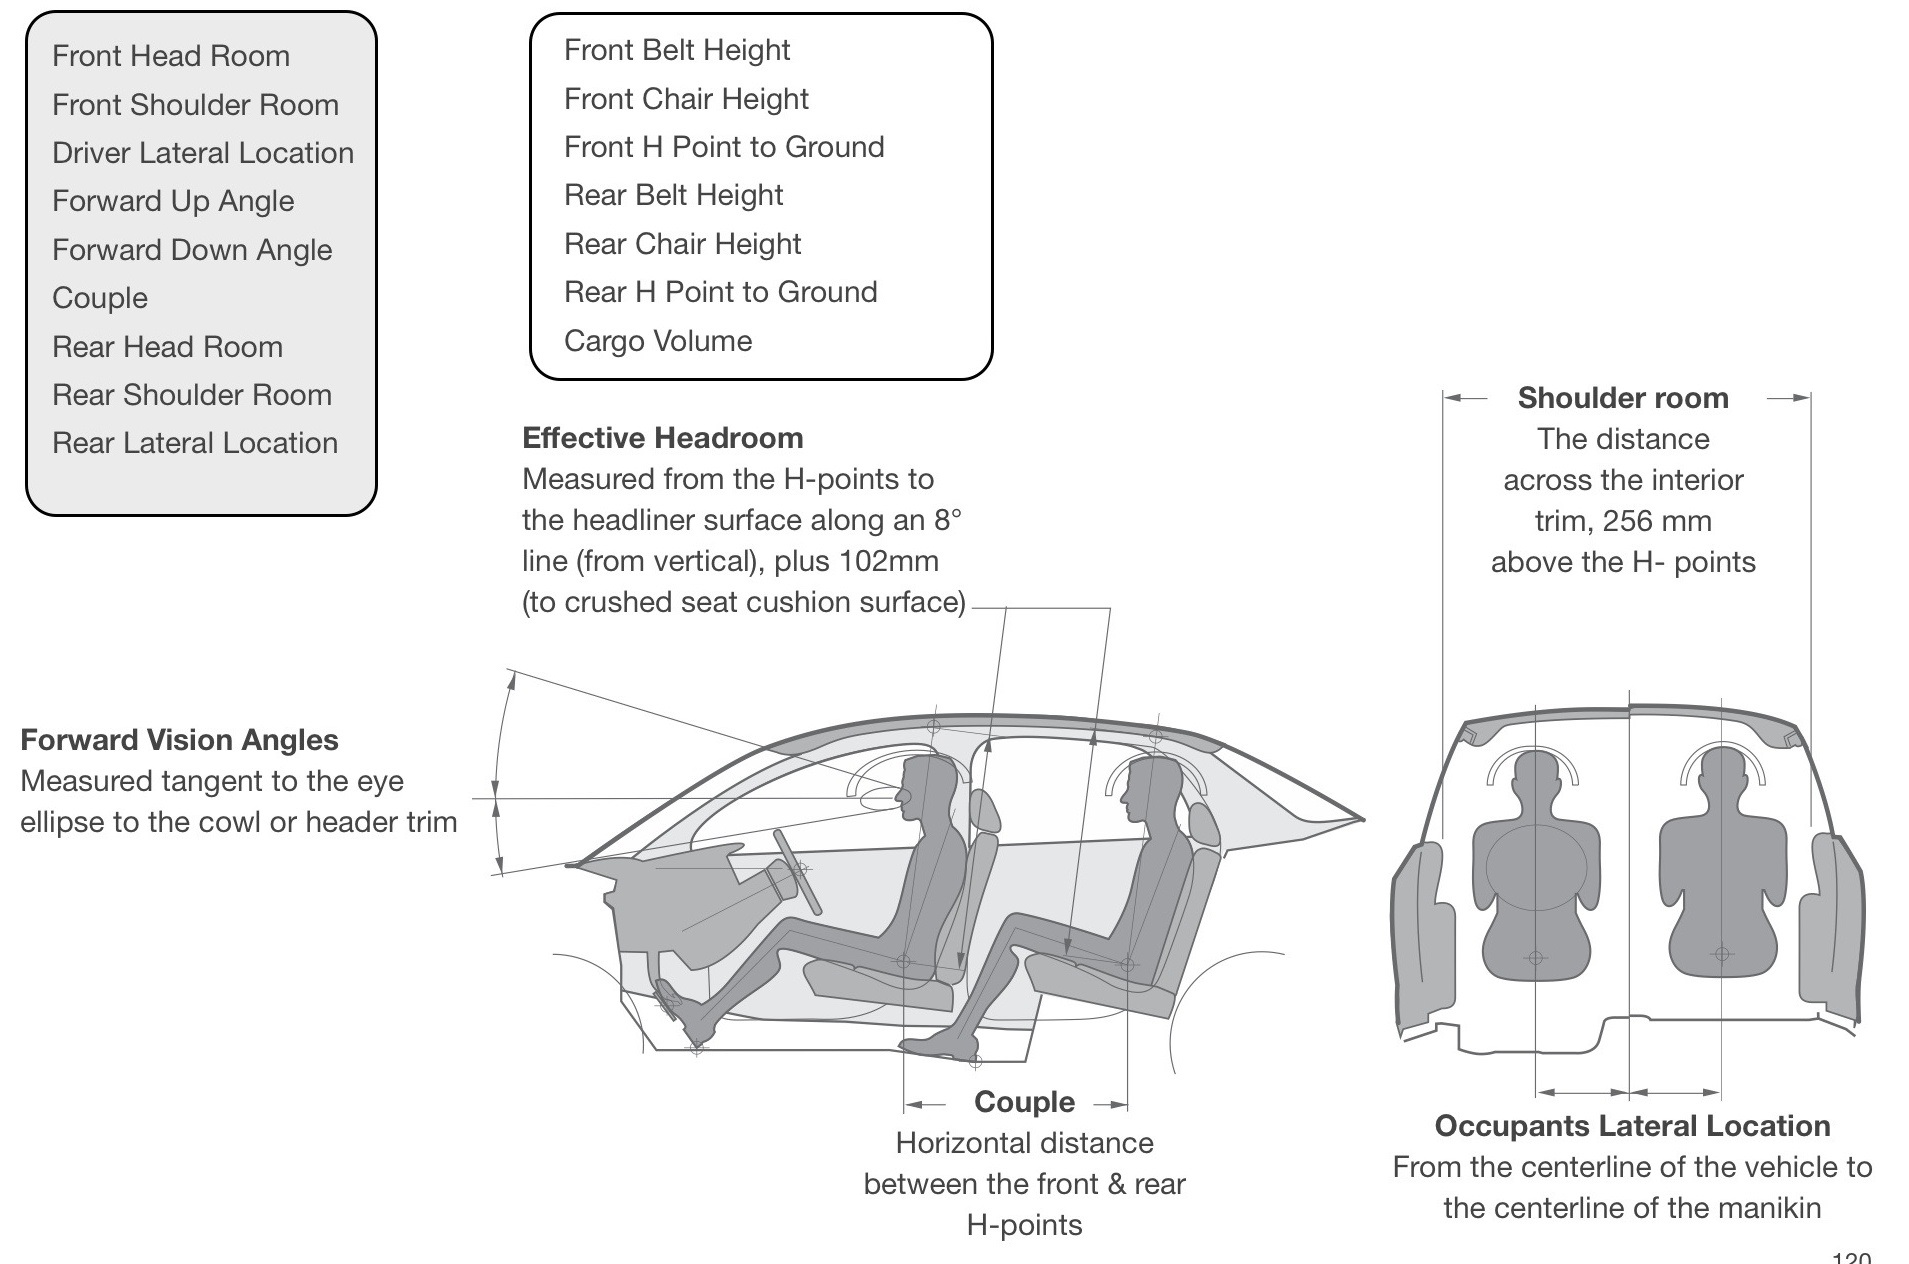 Front Head Room
Front Shoulder Room
Driver Lateral Location
Forward Up Angle
Forward Down Angle
Couple
Rear Head Room
Rear Shoulder Room
Rear Lateral Location
Front Belt Height
Front Chair Height
Front H Point to Ground
Rear Belt Height
Rear Chair Height
Rear H Point to Ground
Cargo Volume
Effective Headroom
Measured from the H-points to
the headliner surface along an 8°
line (from vertical), plus 102mm
(to crushed seat cushion surface)
Shoulder room
The distance
across the interior
trim, 256 mm
above the H- points
Forward Vision Angles
Measured tangent to the eye
ellipse to the cowl or header trim
Couple
Horizontal distance
between the front & rear
H-points
Occupants Lateral Location
From the centerline of the vehicle to
the centerline of the manikin
120